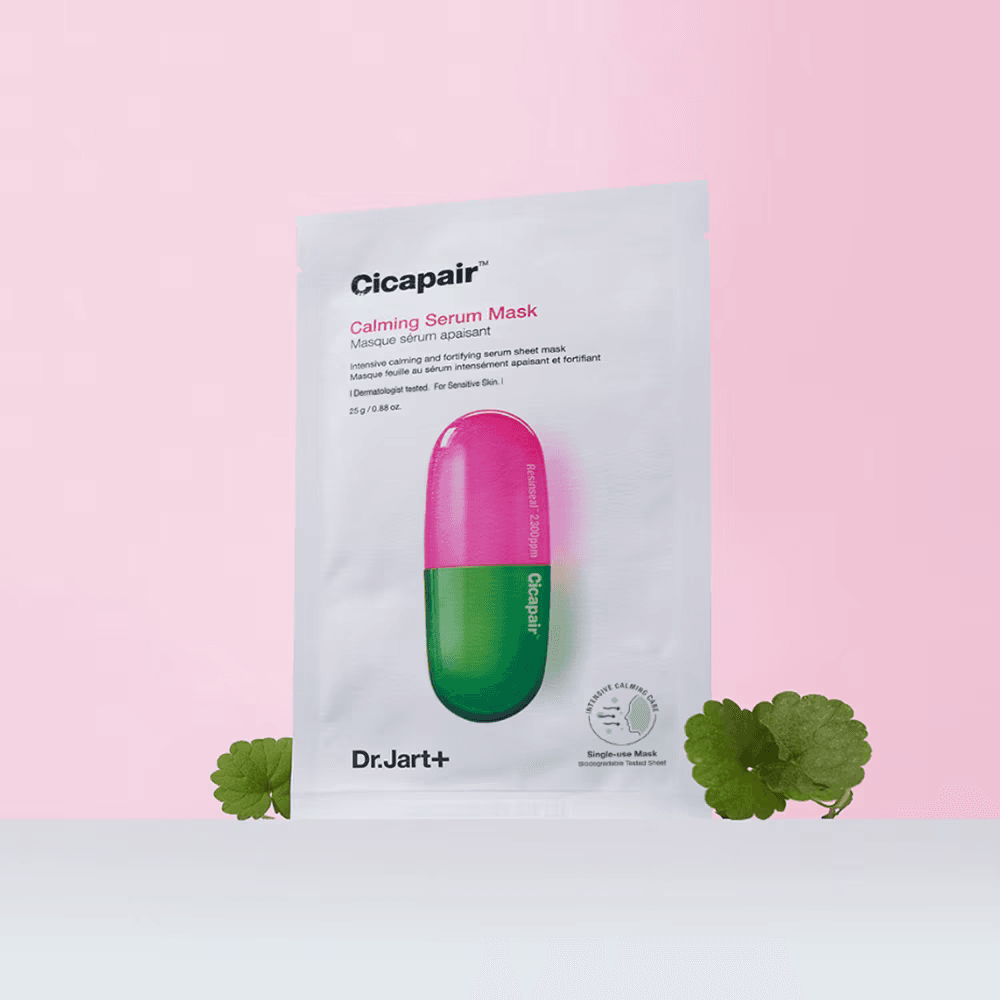 Cicapair™
Calming Serum Mask
Masque sérum apaisant
Intensive calming and fortifying serum sheet mask
Masque feuille au sérum intensément apaisant et fortifiant
| Dermatologist tested. For Sensitive Skin. |
25 g / 0.88 oz.
Resinseal™ 2300ppm
Cicapair™
INTENSIVE CALMING CARE
Single-use Mask
Biodegradable Tested Sheet
Dr.Jart+